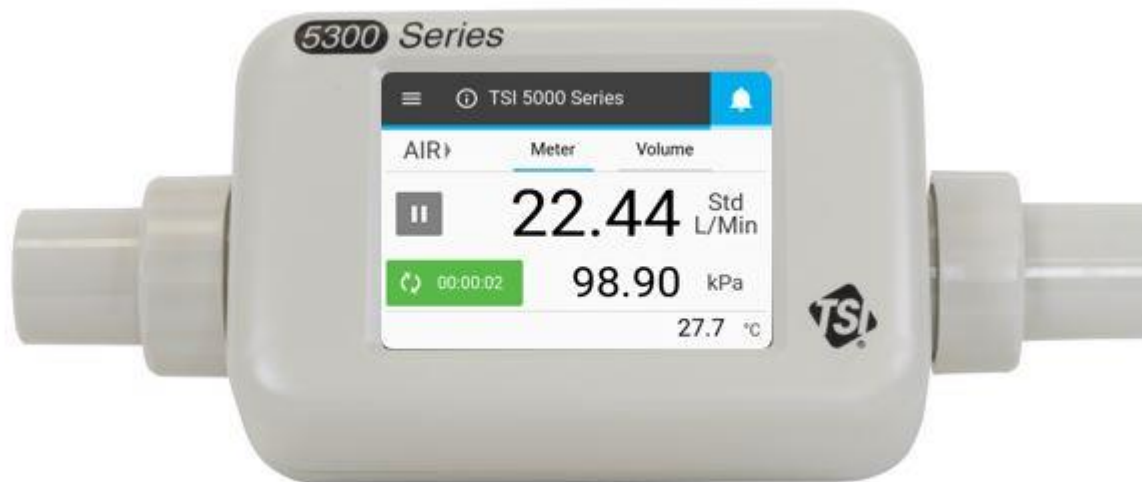 5300 Series
TSI 5000 Series
AIR Meter Volume
22.44 Std L/Min
00:00:02 98.90 kPa
27.7 °C
TSI®